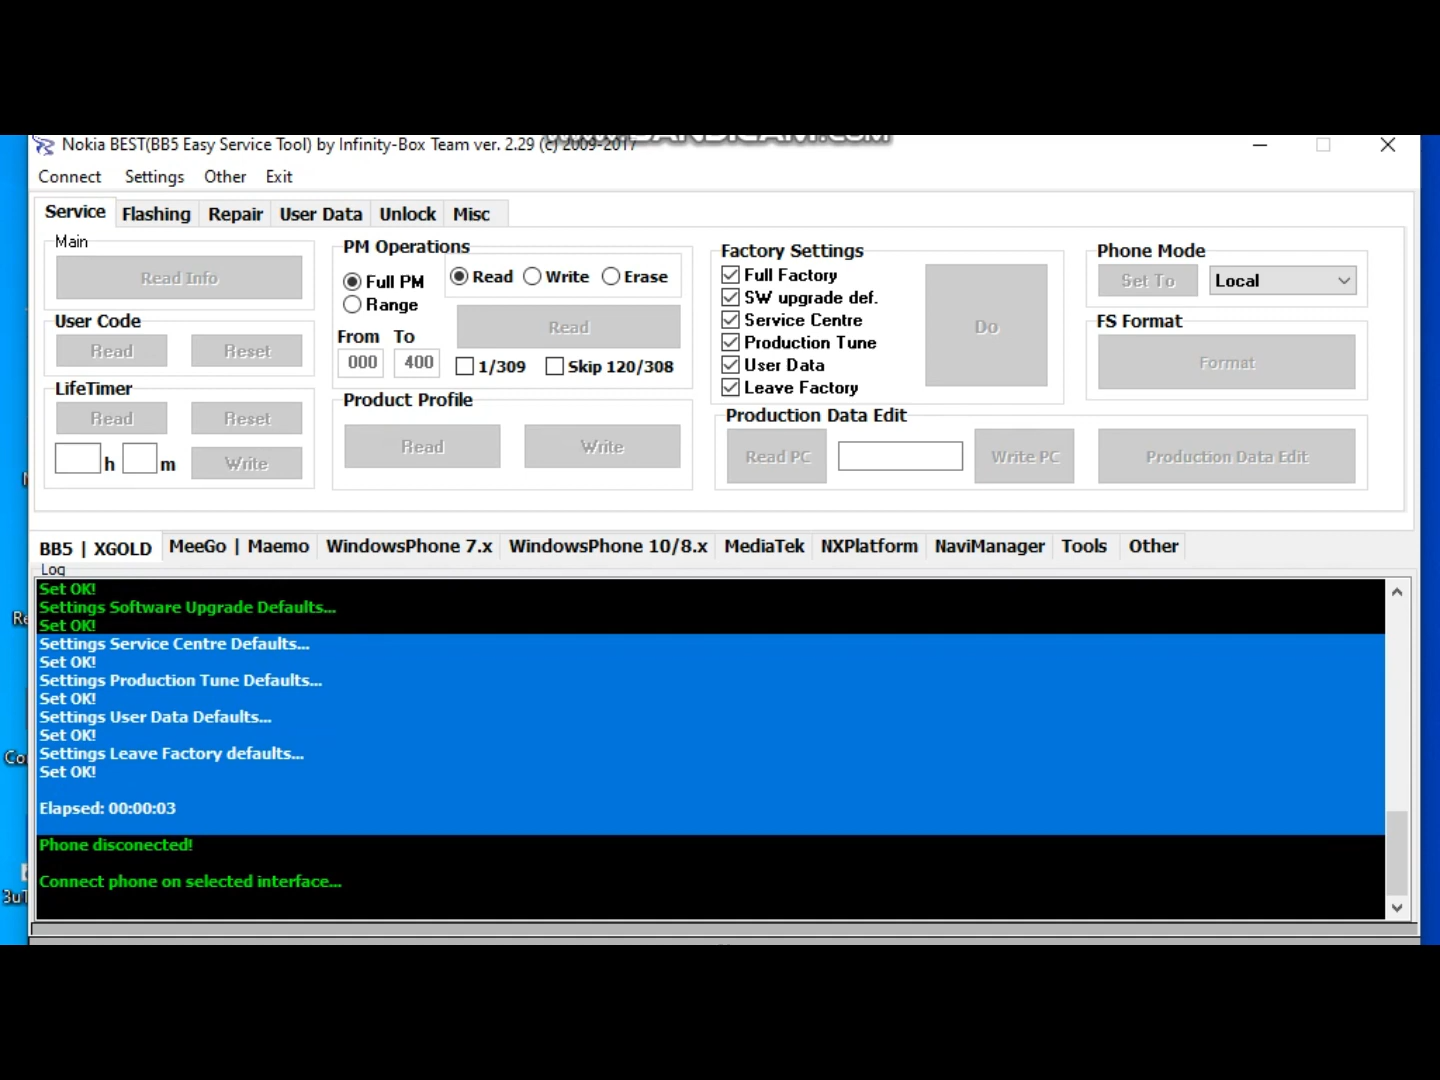 www.BANDICAM.com
Nokia BEST(BB5 Easy Service Tool) by Infinity-Box Team ver. 2.29 (c) 2009-2017
Connect Settings Other Exit
Service Flashing Repair User Data Unlock Misc
Main
Read Info
User Code
Read Reset
LifeTimer
Read Reset
h m Write
PM Operations
Full PM Read Write Erase
Range
Read
From To
000 400 1/309 Skip 120/308
Product Profile
Read Write
Factory Settings
Full Factory
SW upgrade def.
Service Centre
Production Tune
User Data
Leave Factory
Do
Phone Mode
Set To Local
FS Format
Format
Production Data Edit
Read PC Write PC Production Data Edit
BB5 | XGOLD MeeGo | Maemo WindowsPhone 7.x WindowsPhone 10/8.x MediaTek NXPlatform NaviManager Tools Other
Log
Set OK!
Settings Software Upgrade Defaults...
Set OK!
Settings Service Centre Defaults...
Set OK!
Settings Production Tune Defaults...
Set OK!
Settings User Data Defaults...
Set OK!
Settings Leave Factory defaults...
Set OK!
Elapsed: 00:00:03
Phone disconected!
Connect phone on selected interface...